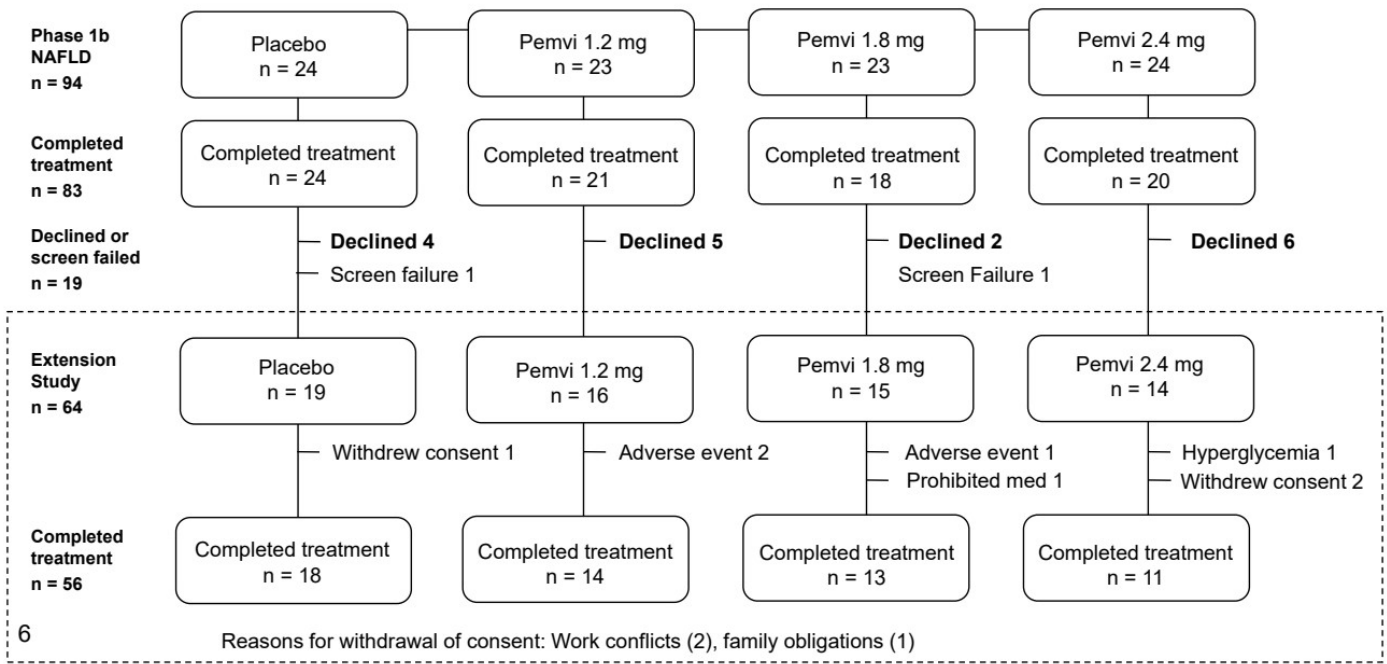 Phase 1b
NAFLD
n = 94
Placebo
n = 24
Pemvi 1.2 mg
n = 23
Pemvi 1.8 mg
n = 23
Pemvi 2.4 mg
n = 24
Completed
treatment
n = 83
Completed treatment
n = 24
Completed treatment
n = 21
Completed treatment
n = 18
Completed treatment
n = 20
Declined or
screen failed
n = 19
Declined 4
Screen failure 1
Declined 5
Declined 2
Screen Failure 1
Declined 6
Extension
Study
n = 64
Placebo
n = 19
Pemvi 1.2 mg
n = 16
Pemvi 1.8 mg
n = 15
Pemvi 2.4 mg
n = 14
Withdrew consent 1
Adverse event 2
Adverse event 1
Prohibited med 1
Hyperglycemia 1
Withdrew consent 2
Completed
treatment
n = 56
Completed treatment
n = 18
Completed treatment
n = 14
Completed treatment
n = 13
Completed treatment
n = 11
6
Reasons for withdrawal of consent: Work conflicts (2), family obligations (1)